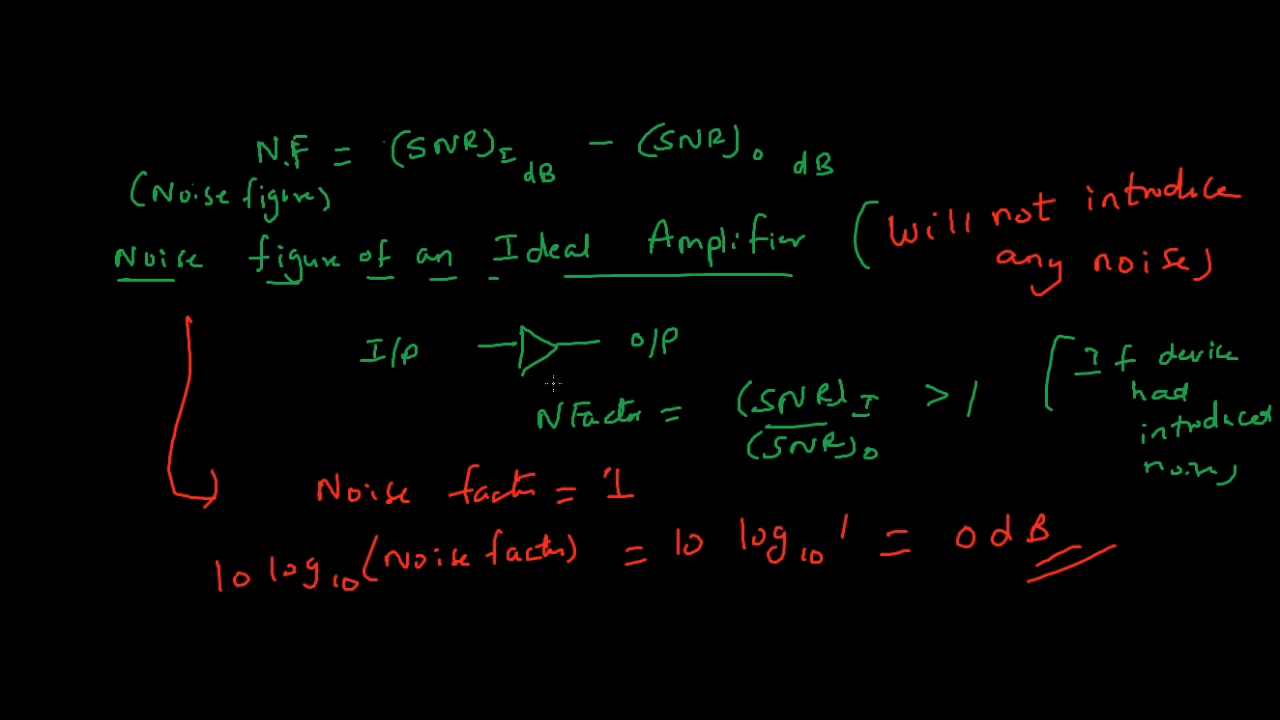 N.F = (SNR)I dB - (SNR)o dB
(Noise figure)
Noise figure of an Ideal Amplifier (will not introduce
any noise)
I/P O/P
NFactor = (SNR)I / (SNR)o > 1
[If device
had
introduced
noise)
Noise factor = 1
10 log10 (Noise factor) = 10 log10 1 = 0 dB